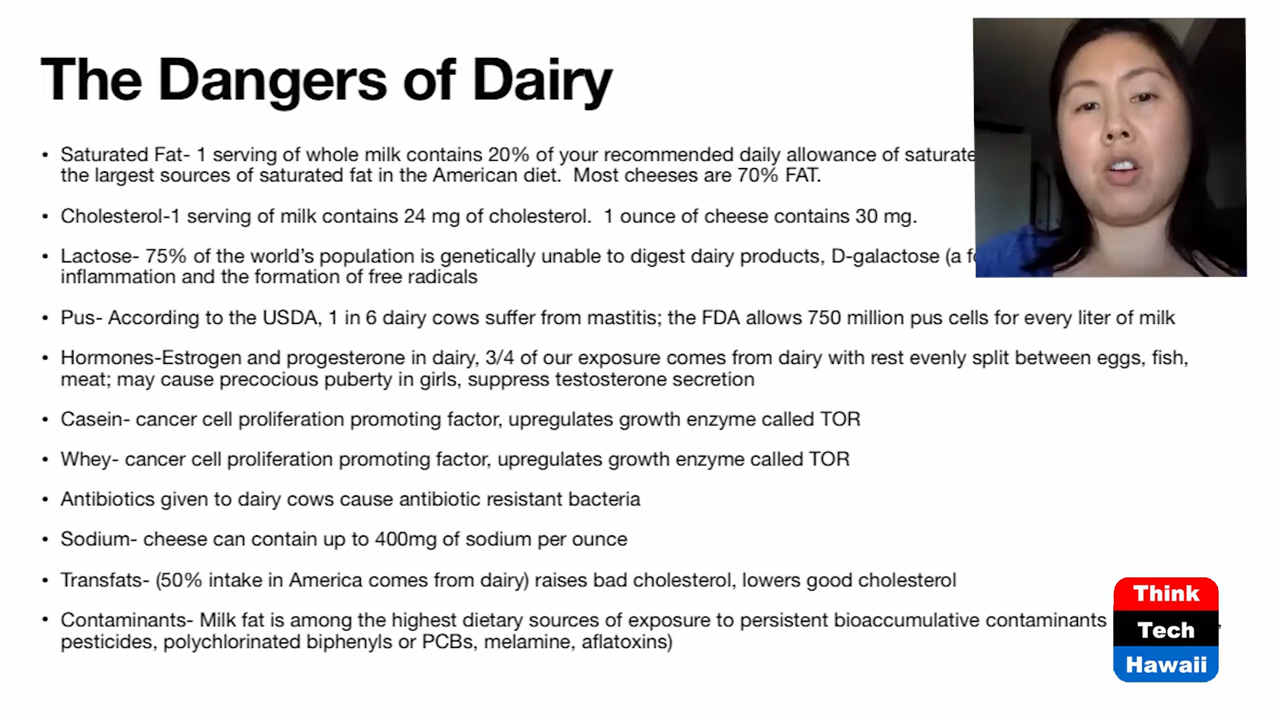 The Dangers of Dairy
• Saturated Fat- 1 serving of whole milk contains 20% of your recommended daily allowance of
the largest sources of saturated fat in the American diet. Most cheeses are 70% FAT.
• Cholesterol-1 serving of milk contains 24 mg of cholesterol. 1 ounce of cheese contains 30 mg.
• Lactose- 75% of the world's population is genetically unable to digest dairy products, D-galactose (a
inflammation and the formation of free radicals
• Pus- According to the USDA, 1 in 6 dairy cows suffer from mastitis; the FDA allows 750 million pus cells for every liter of milk
• Hormones-Estrogen and progesterone in dairy, 3/4 of our exposure comes from dairy with rest evenly split between eggs, fish,
meat; may cause precocious puberty in girls, suppress testosterone secretion
• Casein- cancer cell proliferation promoting factor, upregulates growth enzyme called TOR
• Whey- cancer cell proliferation promoting factor, upregulates growth enzyme called TOR
• Antibiotics given to dairy cows cause antibiotic resistant bacteria
• Sodium- cheese can contain up to 400mg of sodium per ounce
• Transfats- (50% intake in America comes from dairy) raises bad cholesterol, lowers good cholesterol
• Contaminants- Milk fat is among the highest dietary sources of exposure to persistent bioaccumulative contaminants
pesticides, polychlorinated biphenyls or PCBs, melamine, aflatoxins)
Think
Tech
Hawaii